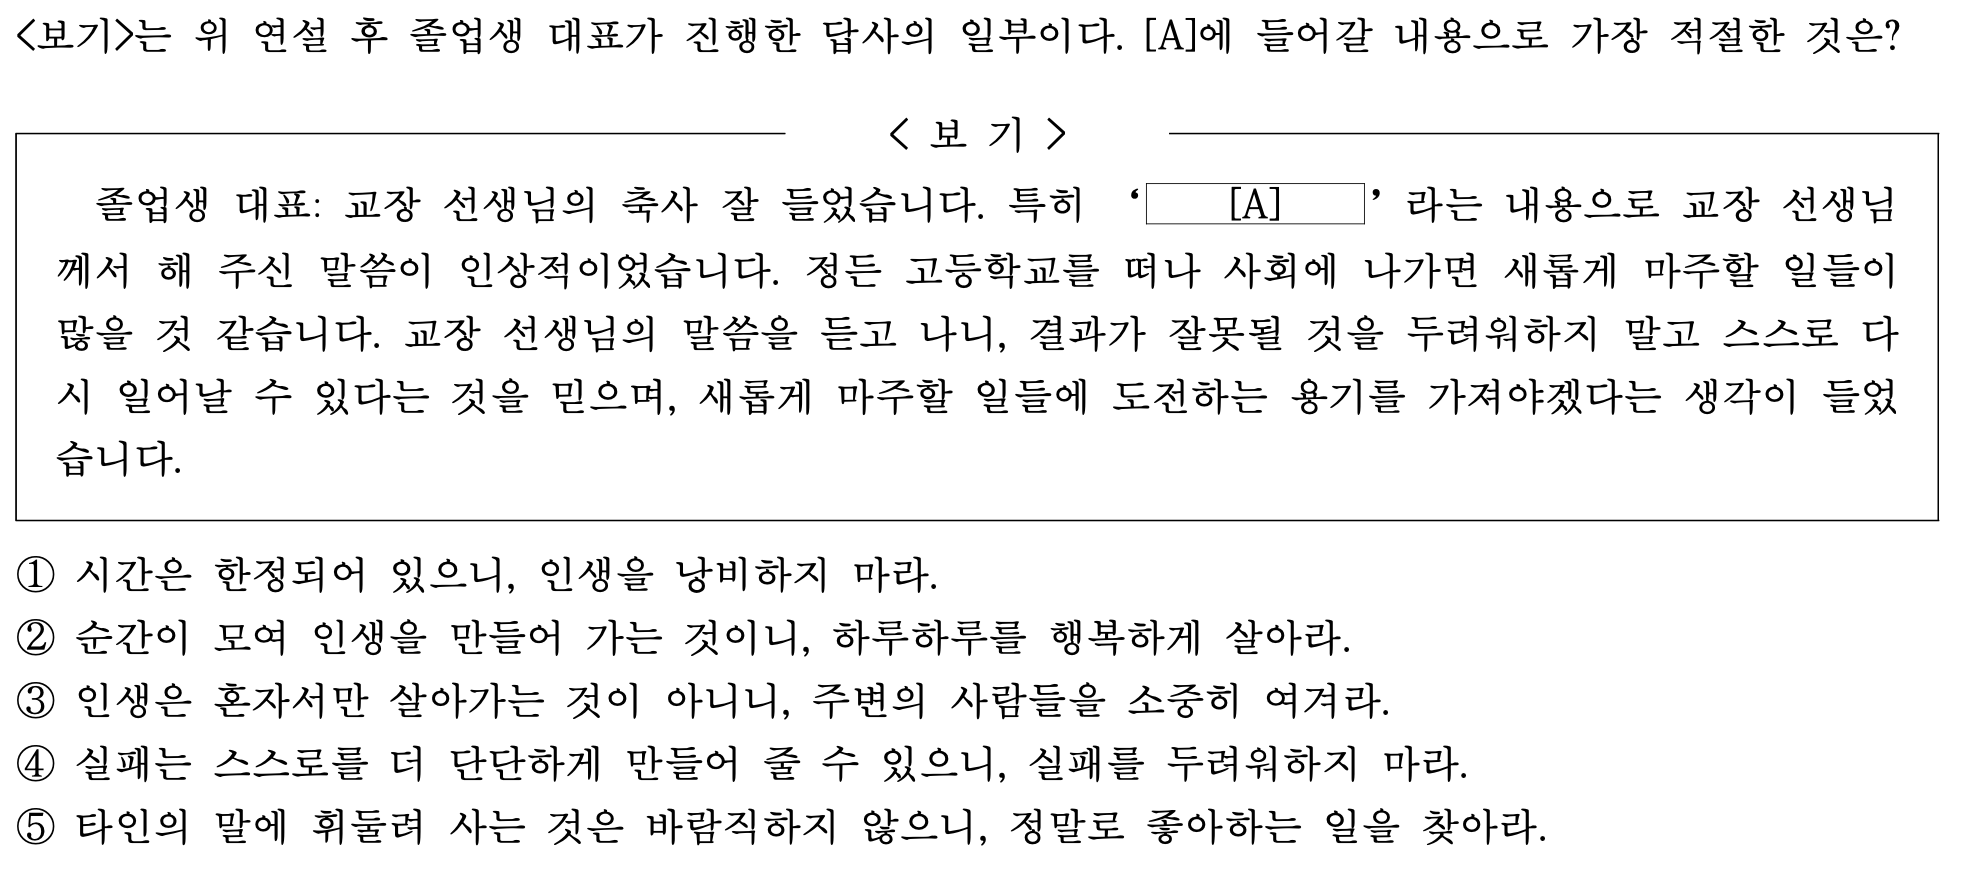 <보기>는 위 연설 후 졸업생 대표가 진행한 답사의 일부이다. [A]에 들어갈 내용으로 가장 적절한 것은?
< 보 기 >
졸업생 대표: 교장 선생님의 축사 잘 들었습니다. 특히 ‘ [A] ’ 라는 내용으로 교장 선생님
께서 해 주신 말씀이 인상적이었습니다. 정든 고등학교를 떠나 사회에 나가면 새롭게 마주할 일들이
많을 것 같습니다. 교장 선생님의 말씀을 듣고 나니, 결과가 잘못될 것을 두려워하지 말고 스스로 다
시 일어날 수 있다는 것을 믿으며, 새롭게 마주할 일들에 도전하는 용기를 가져야겠다는 생각이 들었
습니다.
① 시간은 한정되어 있으니, 인생을 낭비하지 마라.
② 순간이 모여 인생을 만들어 가는 것이니, 하루하루를 행복하게 살아라.
③ 인생은 혼자서만 살아가는 것이 아니니, 주변의 사람들을 소중히 여겨라.
④ 실패는 스스로를 더 단단하게 만들어 줄 수 있으니, 실패를 두려워하지 마라.
⑤ 타인의 말에 휘둘려 사는 것은 바람직하지 않으니, 정말로 좋아하는 일을 찾아라.